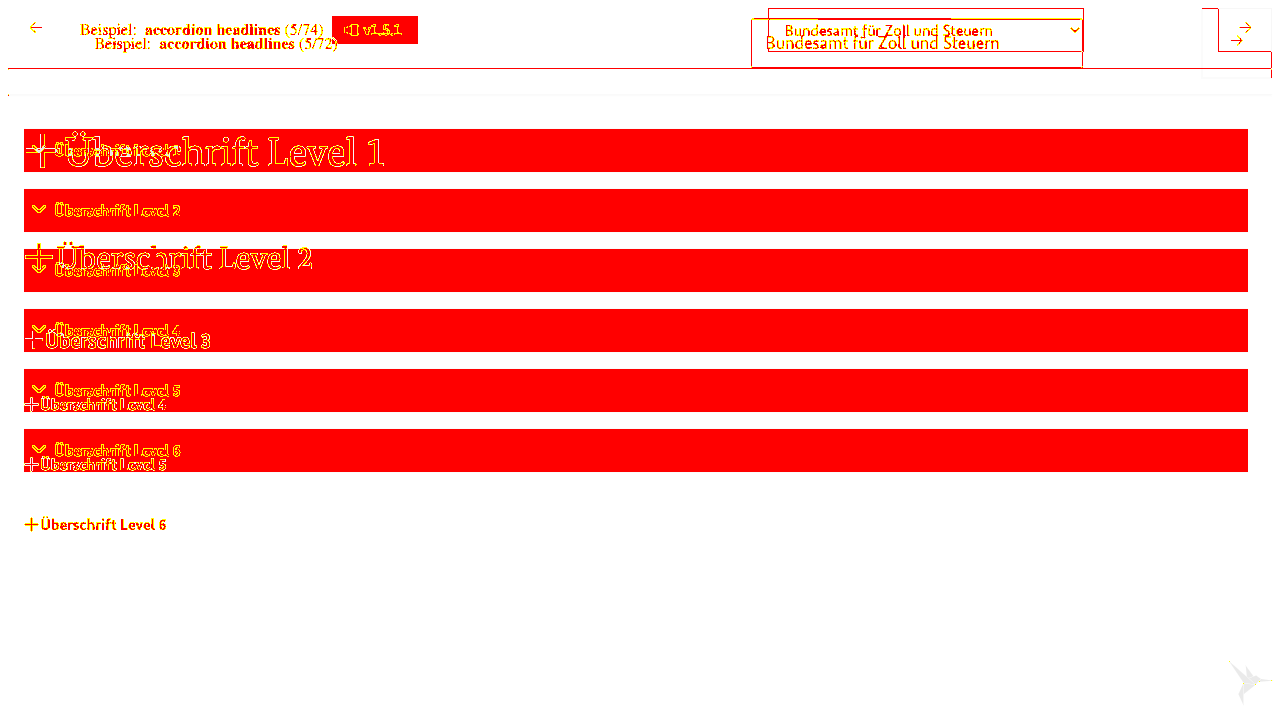 Beispiel: accordion headlines (5/74) v1.5.1
Beispiel: accordion headlines (5/72)
Bundesamt für Zoll und Steuern
Bundesamt für Zoll und Steuern
Überschrift Level 1
Überschrift Level 1
Überschrift Level 2
Überschrift Level 2
Überschrift Level 3
Überschrift Level 4
Überschrift Level 3
Überschrift Level 5
Überschrift Level 4
Überschrift Level 6
Überschrift Level 5
Überschrift Level 6